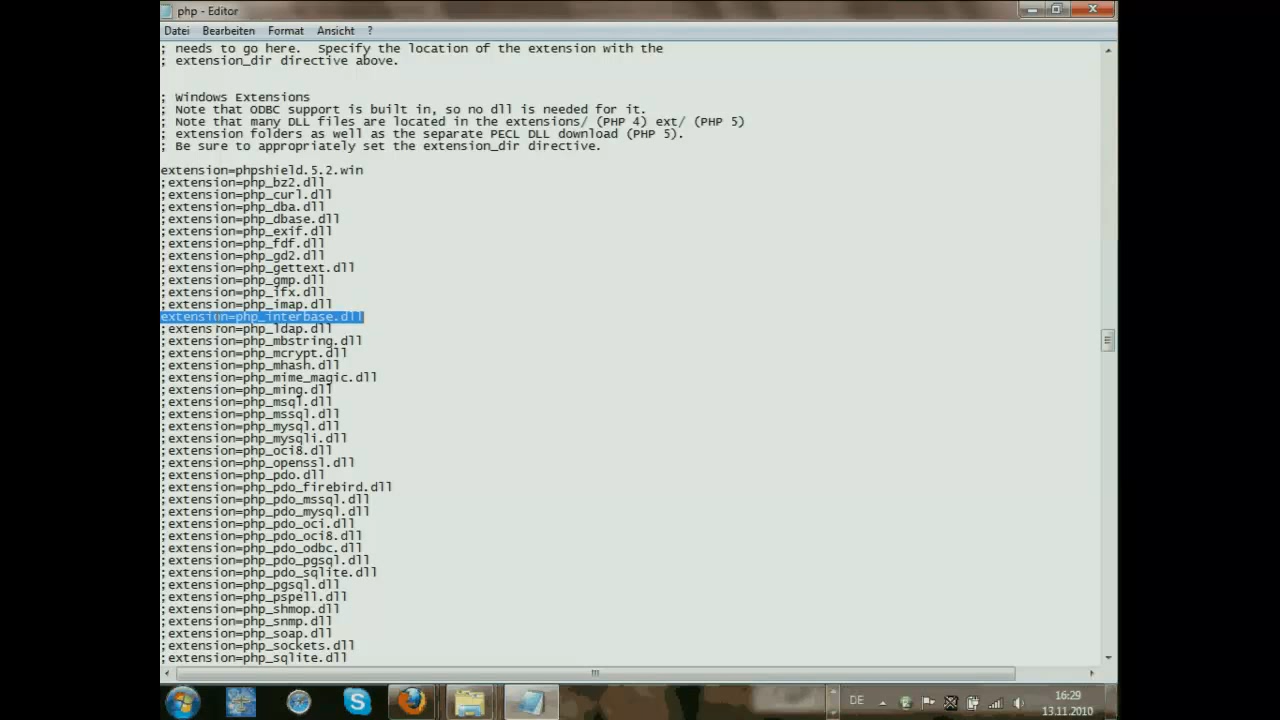 php - Editor
Datei Bearbeiten Format Ansicht ?
; needs to go here.  Specify the location of the extension with the
; extension_dir directive above.
; Windows Extensions
; Note that ODBC support is built in, so no dll is needed for it.
; Note that many DLL files are located in the extensions/ (PHP 4) ext/ (PHP 5)
; extension folders as well as the separate PECL DLL download (PHP 5).
; Be sure to appropriately set the extension_dir directive.
extension=phpshield.5.2.win
;extension=php_bz2.dll
;extension=php_curl.dll
;extension=php_dba.dll
;extension=php_dbase.dll
;extension=php_exif.dll
;extension=php_fdf.dll
;extension=php_gd2.dll
;extension=php_gettext.dll
;extension=php_gmp.dll
;extension=php_ifx.dll
;extension=php_imap.dll
extension=php_interbase.dll
;extension=php_ldap.dll
;extension=php_mbstring.dll
;extension=php_mcrypt.dll
;extension=php_mhash.dll
;extension=php_mime_magic.dll
;extension=php_ming.dll
;extension=php_msql.dll
;extension=php_mssql.dll
;extension=php_mysql.dll
;extension=php_mysqli.dll
;extension=php_oci8.dll
;extension=php_openssl.dll
;extension=php_pdo.dll
;extension=php_pdo_firebird.dll
;extension=php_pdo_mssql.dll
;extension=php_pdo_mysql.dll
;extension=php_pdo_oci.dll
;extension=php_pdo_oci8.dll
;extension=php_pdo_odbc.dll
;extension=php_pdo_pgsql.dll
;extension=php_pdo_sqlite.dll
;extension=php_pgsql.dll
;extension=php_pspell.dll
;extension=php_shmop.dll
;extension=php_snmp.dll
;extension=php_soap.dll
;extension=php_sockets.dll
;extension=php_sqlite.dll
DE
16:29
13.11.2010